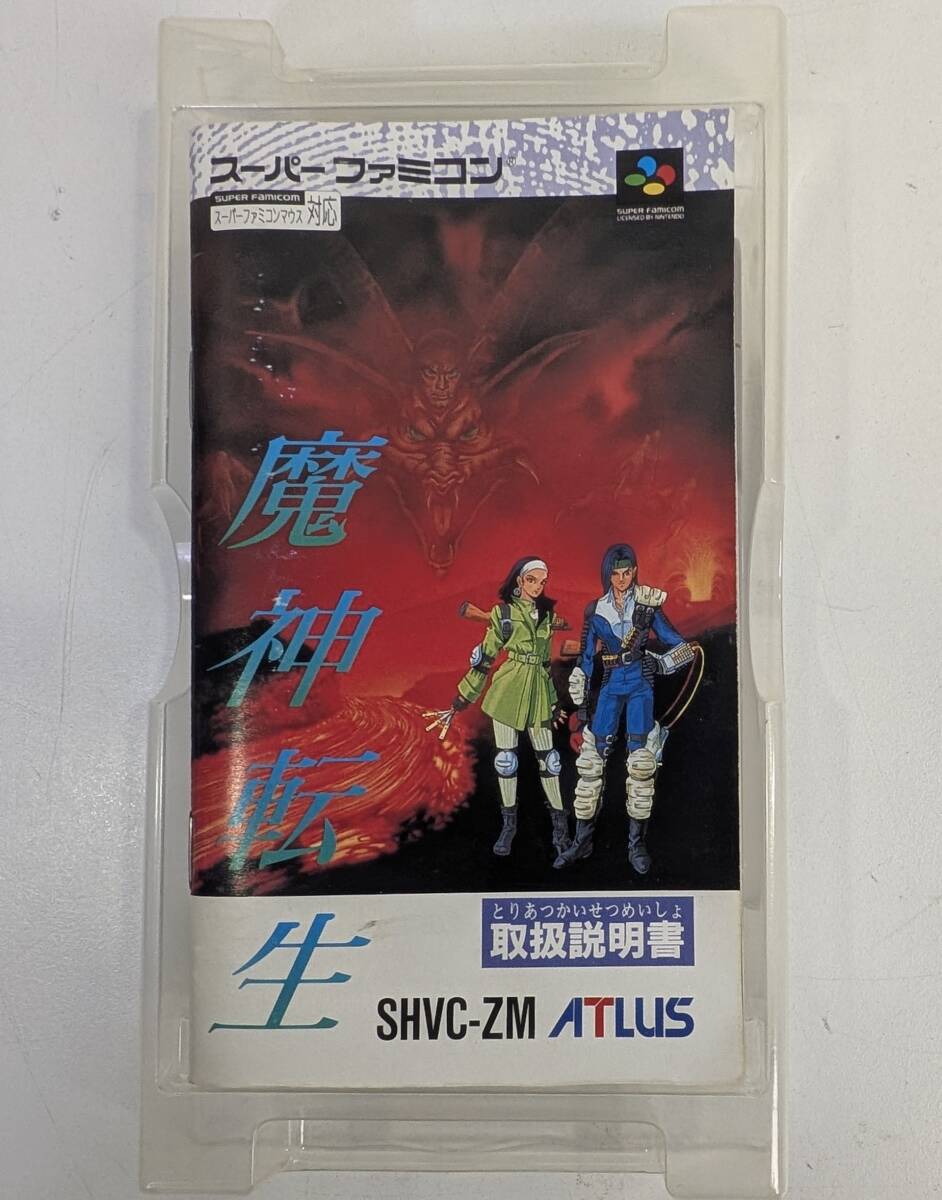 スーパーファミコン®
SUPER FAMICOM
スーパーファミコンマウス 対応
SUPER FAMICOM
LICENSED BY NINTENDO
魔神転生
とりあつかいせつめいしょ
取扱説明書
SHVC-ZM ATLUS